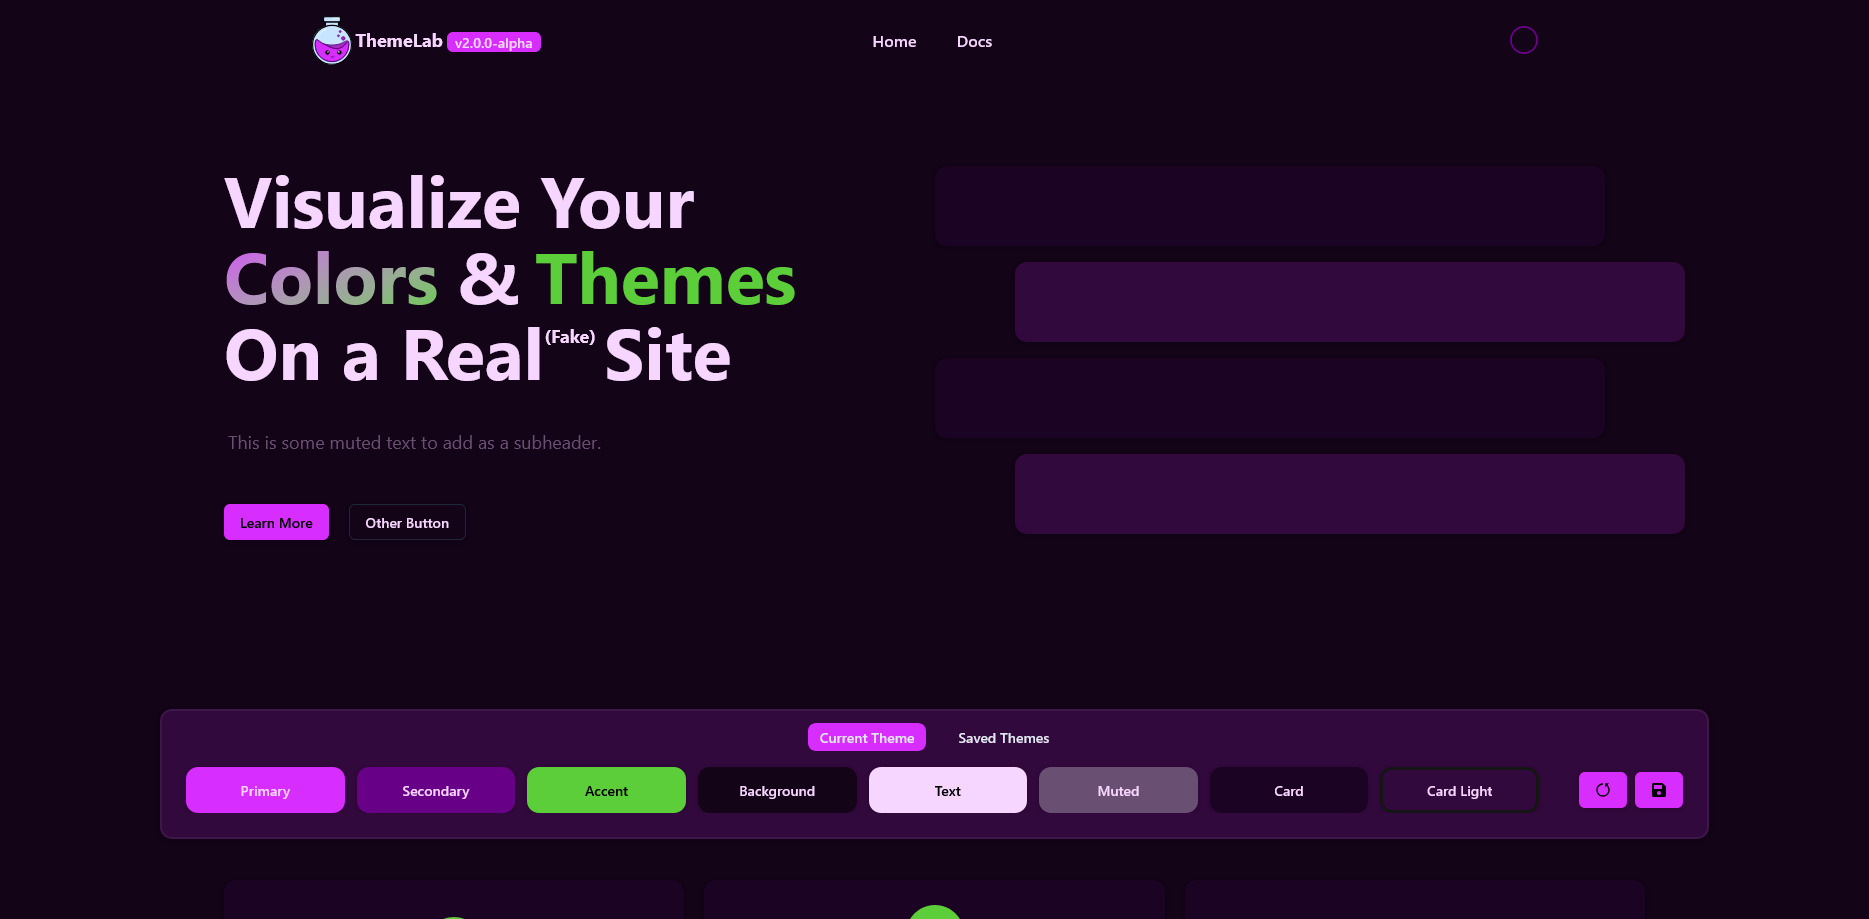 ThemeLab v2.0.0-alpha
Home Docs
Visualize Your
Colors & Themes
On a Real (Fake) Site
This is some muted text to add as a subheader.
Learn More Other Button
Current Theme Saved Themes
Primary Secondary Accent Background Text Muted Card Card Light